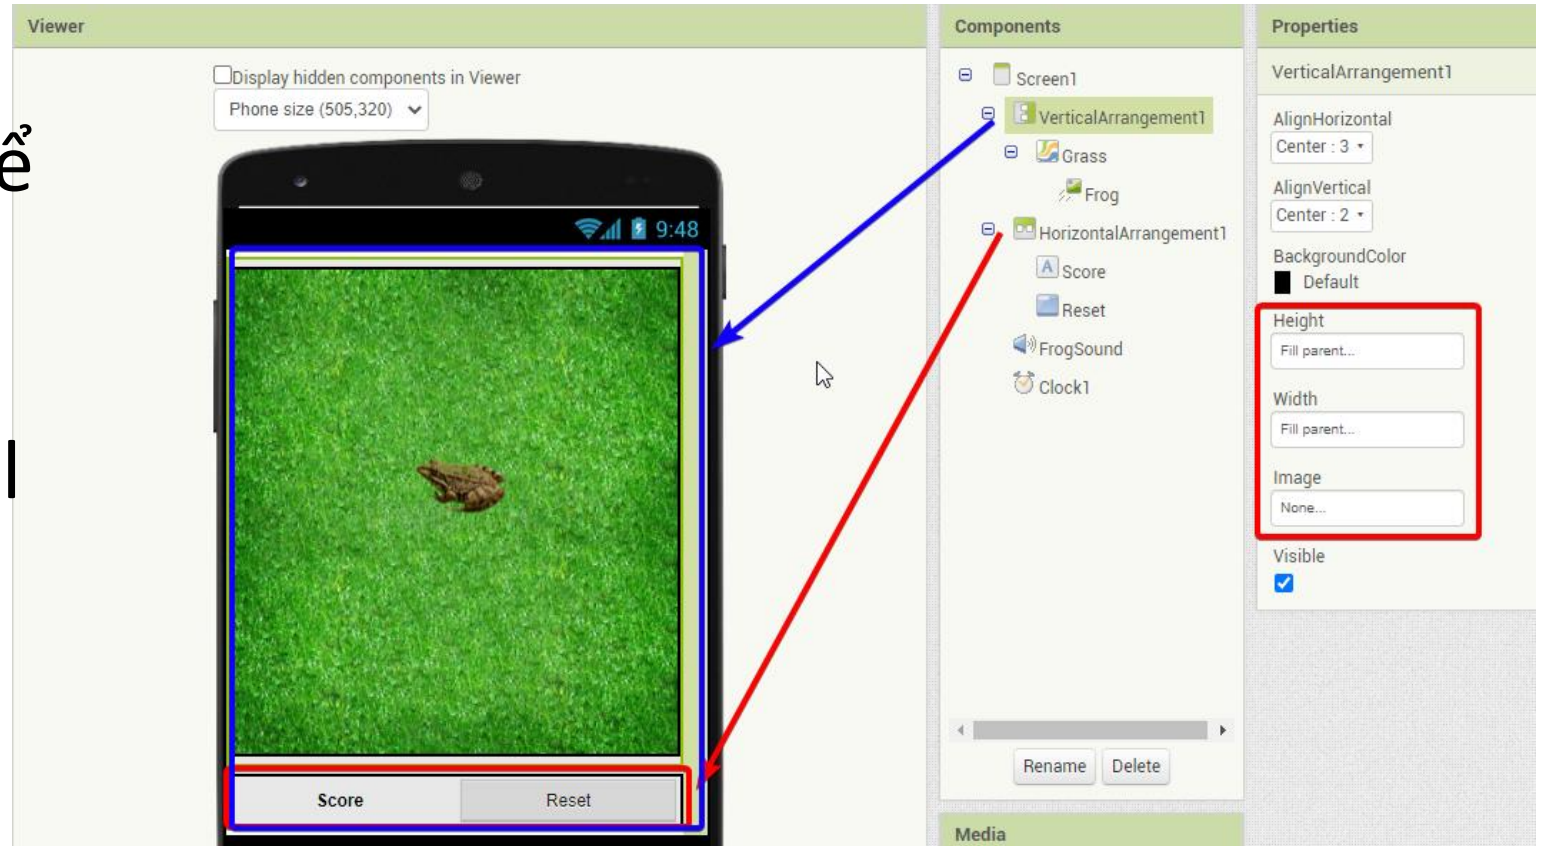 Viewer
Display hidden components in Viewer
Phone size (505,320)
ể
l
9:48
Score
Reset
Components
Screen1
VerticalArrangement1
Grass
Frog
HorizontalArrangement1
Score
Reset
FrogSound
Clock1
Rename
Delete
Media
Properties
VerticalArrangement1
AlignHorizontal
Center : 3
AlignVertical
Center : 2
BackgroundColor
Default
Height
Fill parent...
Width
Fill parent...
Image
None...
Visible